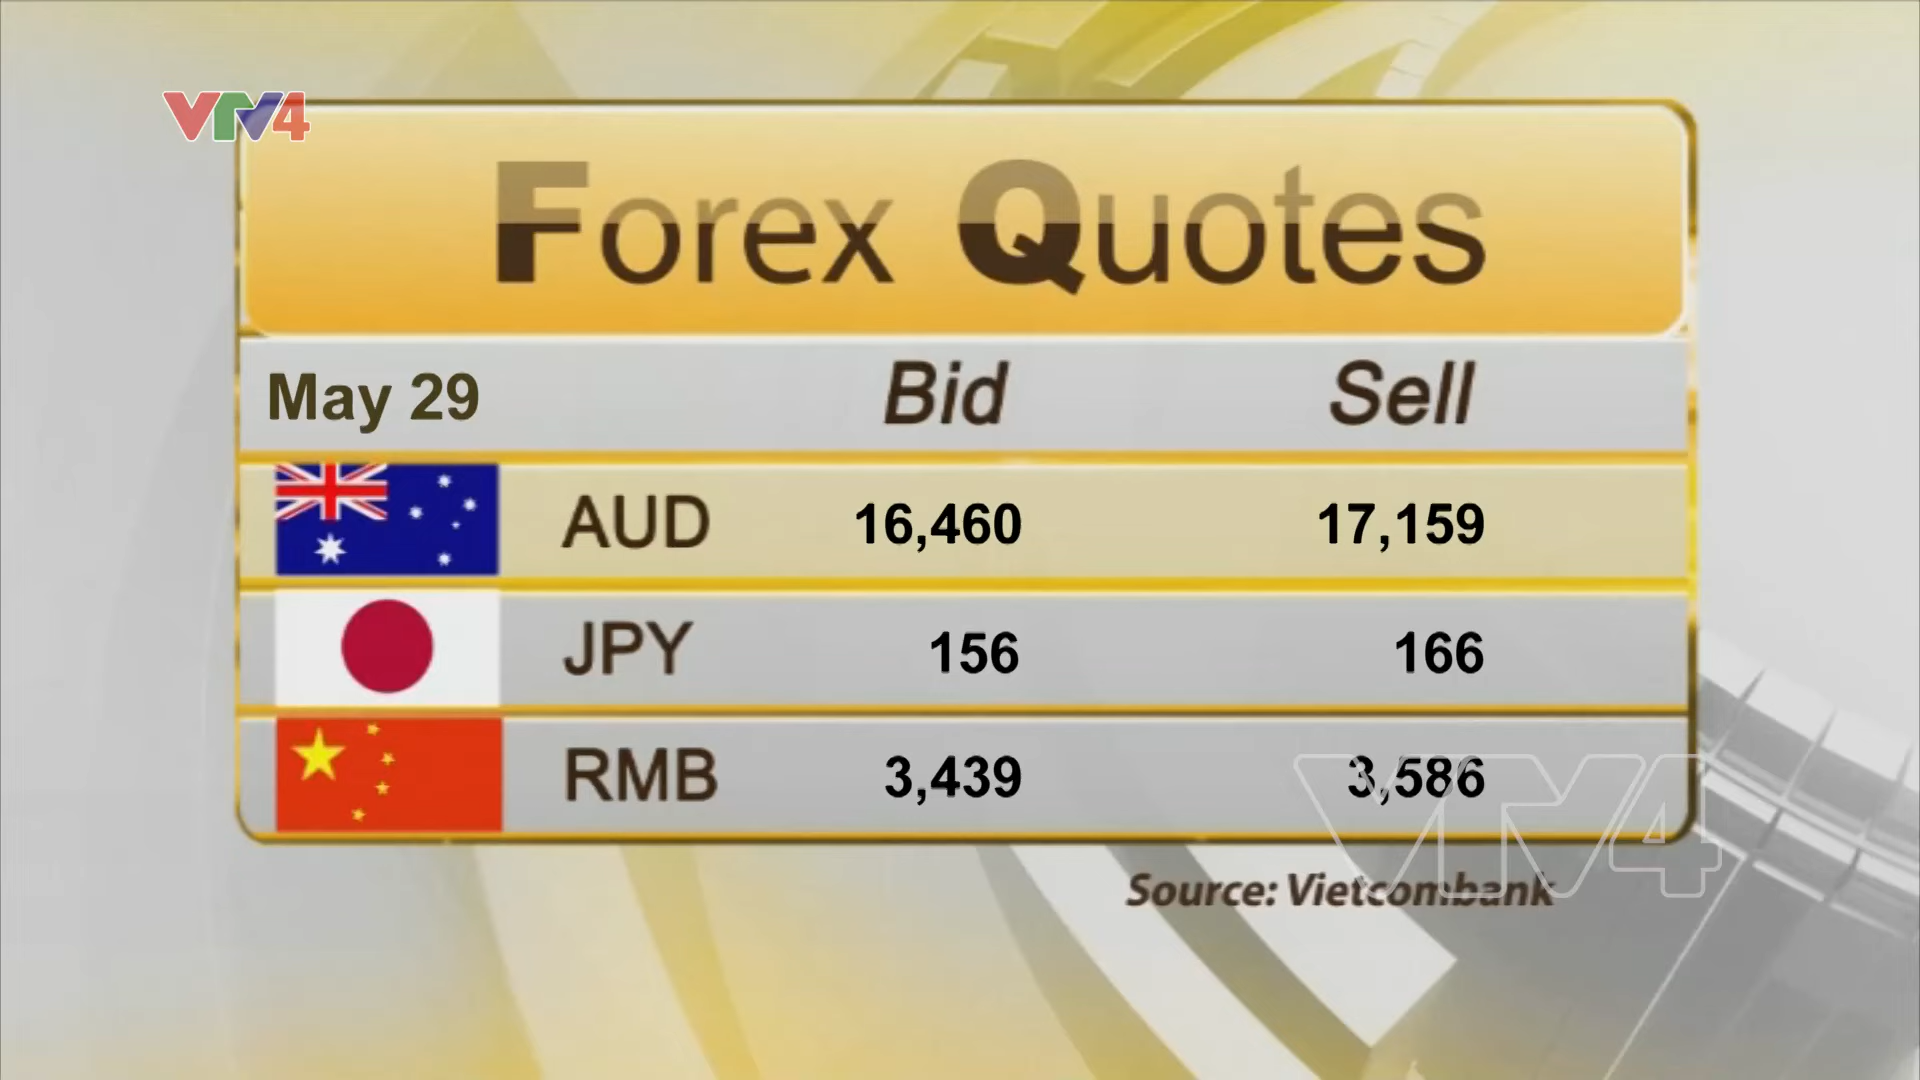 VTV4
Forex Quotes
May 29 Bid Sell
AUD 16,460 17,159
JPY 156 166
RMB 3,439 3,586
VTV4
Source: Vietcombank